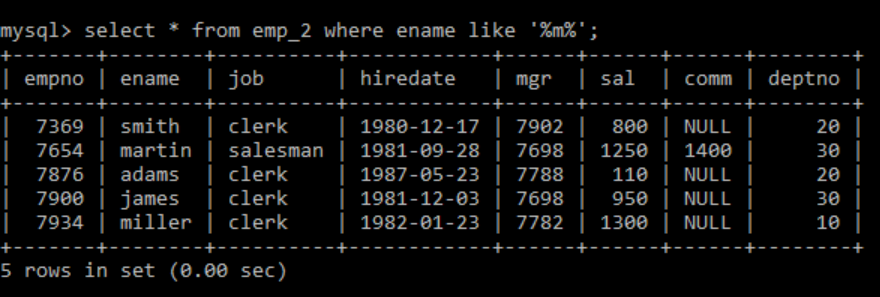 mysql> select * from emp_2 where ename like '%m%';
+-------+--------+----------+------------+------+------+------+--------+
| empno | ename  | job      | hiredate   | mgr  | sal  | comm | deptno |
+-------+--------+----------+------------+------+------+------+--------+
|  7369 | smith  | clerk    | 1980-12-17 | 7902 |  800 | NULL |     20 |
|  7654 | martin | salesman | 1981-09-28 | 7698 | 1250 | 1400 |     30 |
|  7876 | adams  | clerk    | 1987-05-23 | 7788 |  110 | NULL |     20 |
|  7900 | james  | clerk    | 1981-12-03 | 7698 |  950 | NULL |     30 |
|  7934 | miller | clerk    | 1982-01-23 | 7782 | 1300 | NULL |     10 |
+-------+--------+----------+------------+------+------+------+--------+
5 rows in set (0.00 sec)